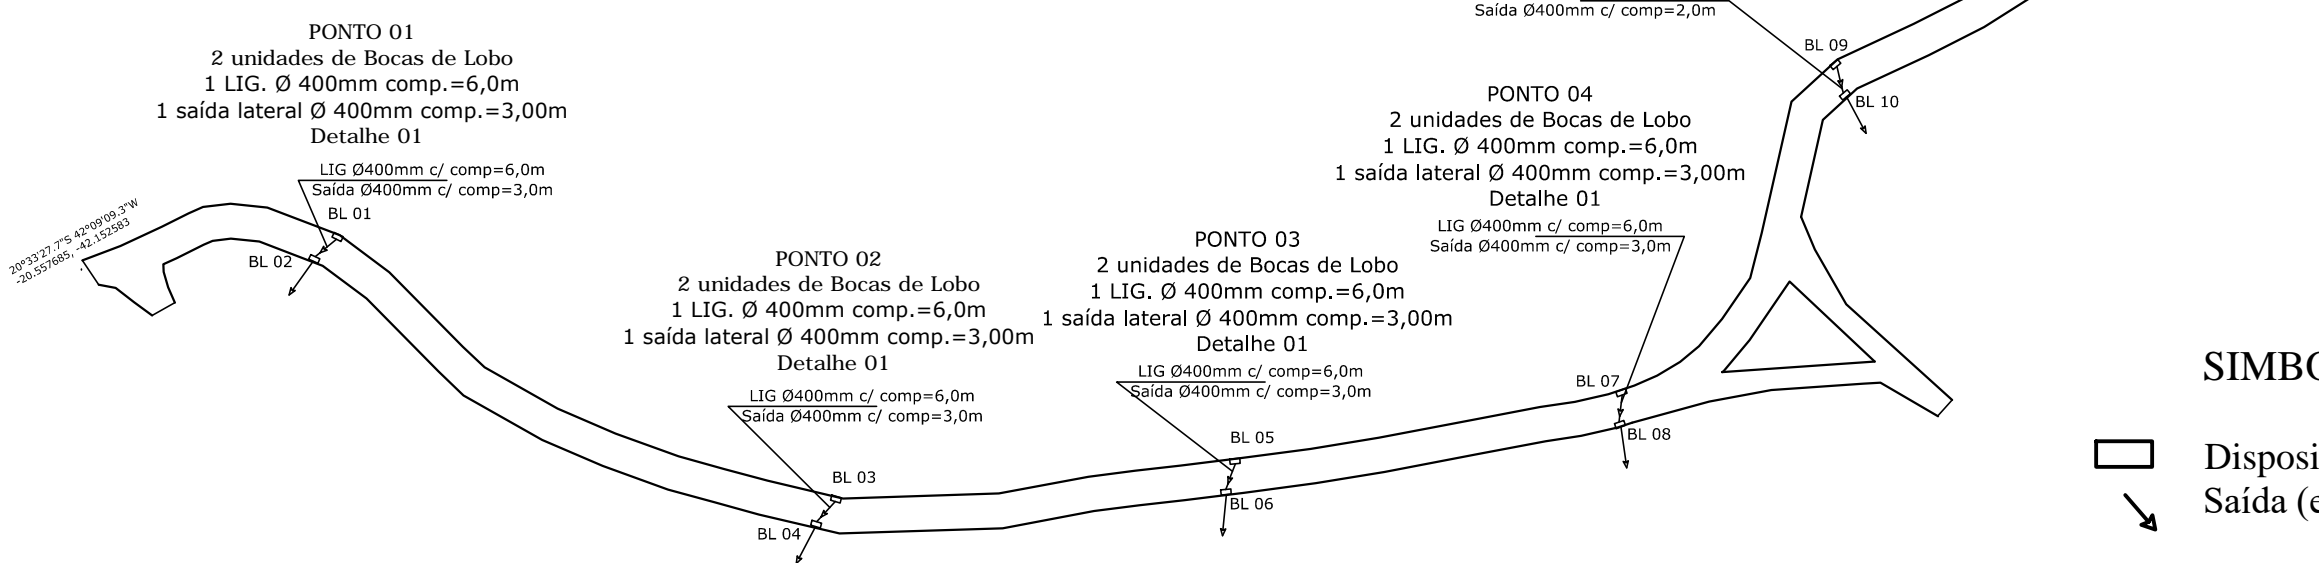 PONTO 01
2 unidades de Bocas de Lobo
1 LIG. Ø 400mm comp.=6,0m
1 saída lateral Ø 400mm comp.=3,00m
Detalhe 01
LIG Ø400mm c/ comp=6,0m
Saída Ø400mm c/ comp=3,0m
BL 01
BL 02
20°33'27.7"S 42°09'09.3"W
-20.557685, -42.152583
PONTO 02
2 unidades de Bocas de Lobo
1 LIG. Ø 400mm comp.=6,0m
1 saída lateral Ø 400mm comp.=3,00m
Detalhe 01
LIG Ø400mm c/ comp=6,0m
Saída Ø400mm c/ comp=3,0m
BL 03
BL 04
PONTO 03
2 unidades de Bocas de Lobo
1 LIG. Ø 400mm comp.=6,0m
1 saída lateral Ø 400mm comp.=3,00m
Detalhe 01
LIG Ø400mm c/ comp=6,0m
Saída Ø400mm c/ comp=3,0m
BL 05
BL 06
PONTO 04
2 unidades de Bocas de Lobo
1 LIG. Ø 400mm comp.=6,0m
1 saída lateral Ø 400mm comp.=3,00m
Detalhe 01
LIG Ø400mm c/ comp=6,0m
Saída Ø400mm c/ comp=3,0m
BL 07
BL 08
Saída Ø400mm c/ comp=2,0m
BL 09
BL 10
SIMBO
Disposi
Saída (e